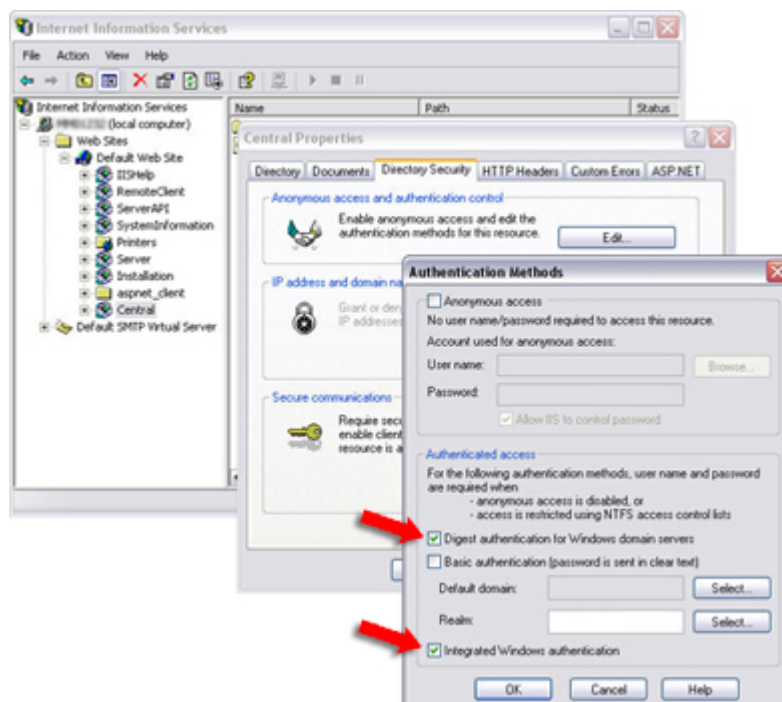 Internet Information Services
File Action View Help
Internet Information Services
(local computer)
Web Sites
Default Web Site
IISHelp
RemoteClient
ServerAPI
SystemInformation
Printers
Server
Installation
aspnet_client
Central
Default SMTP Virtual Server
Name Path Status
Central Properties
Directory Documents Directory Security HTTP Headers Custom Errors ASP.NET
Anonymous access and authentication control
Enable anonymous access and edit the
authentication methods for this resource.
Edit...
IP address and domain na
Grant or den
IP addresses
Secure communications
Require secu
enable client
resource is a
Authentication Methods
Anonymous access
No user name/password required to access this resource.
Account used for anonymous access:
User name:
Browse...
Password:
Allow IIS to control password
Authenticated access
For the following authentication methods, user name and password
are required when
- anonymous access is disabled, or
- access is restricted using NTFS access control lists
Digest authentication for Windows domain servers
Basic authentication (password is sent in clear text)
Default domain: Select...
Realm: Select...
Integrated Windows authentication
OK Cancel Help